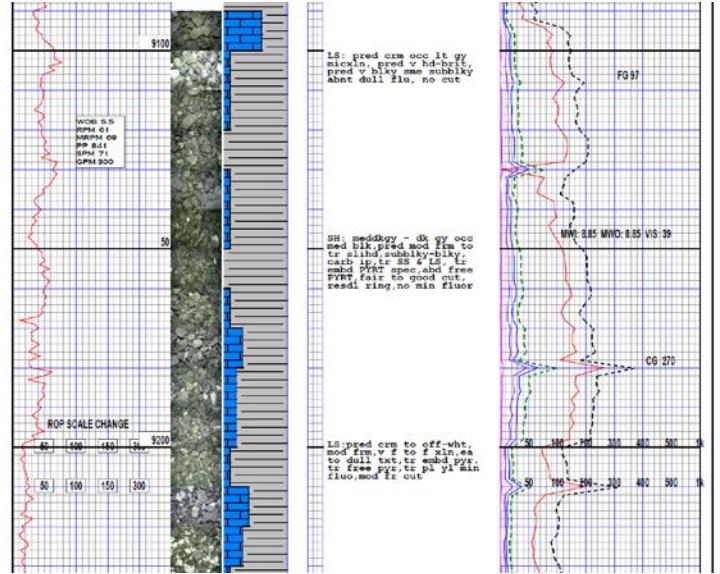 9100
LS: pred crm occ lt gy
micxln, pred v hd-brit,
pred v blky sme subblky
abnt dull flu, no cut
FG 97
WOB 5.5
RPM 61
MRPM 69
PP 841
SPM 71
GPM 300
50
SH: meddkgy - dk gy occ
med blk,pred mod frm to
tr slihd,subblky-blky,
carb ip,tr SS & LS, tr
embd PYRT spec,abd free
PYRT,fair to good cut,
resdl ring,no min fluor
MWI: 8.85 MWO: 8.85 VIS: 39
CG 270
ROP SCALE CHANGE
9200
50 100 150 300
LS:pred crm to off-wht,
mod frm,v f to f xln,ea
to dull txt,tr embd pyr,
tr free pyr,tr pl yl min
fluo,mod fr cut
50 100 200 500 1k
50 100 150 300
50 100 200 500 1k